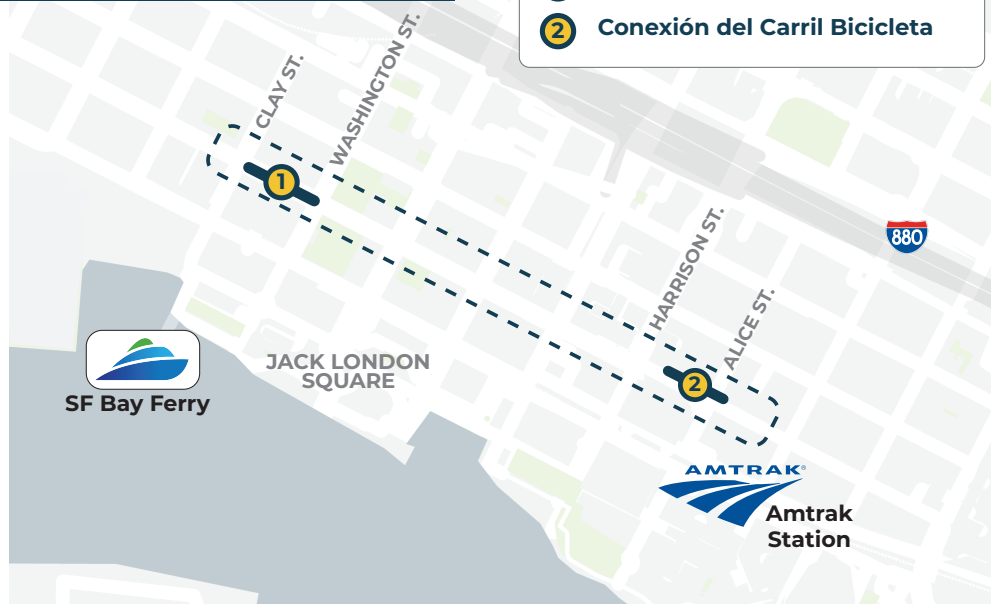 2 Conexión del Carril Bicicleta
CLAY ST.
WASHINGTON ST.
1
HARRISON ST.
880
ALICE ST.
JACK LONDON
SQUARE
SF Bay Ferry
2
AMTRAK®
Amtrak
Station